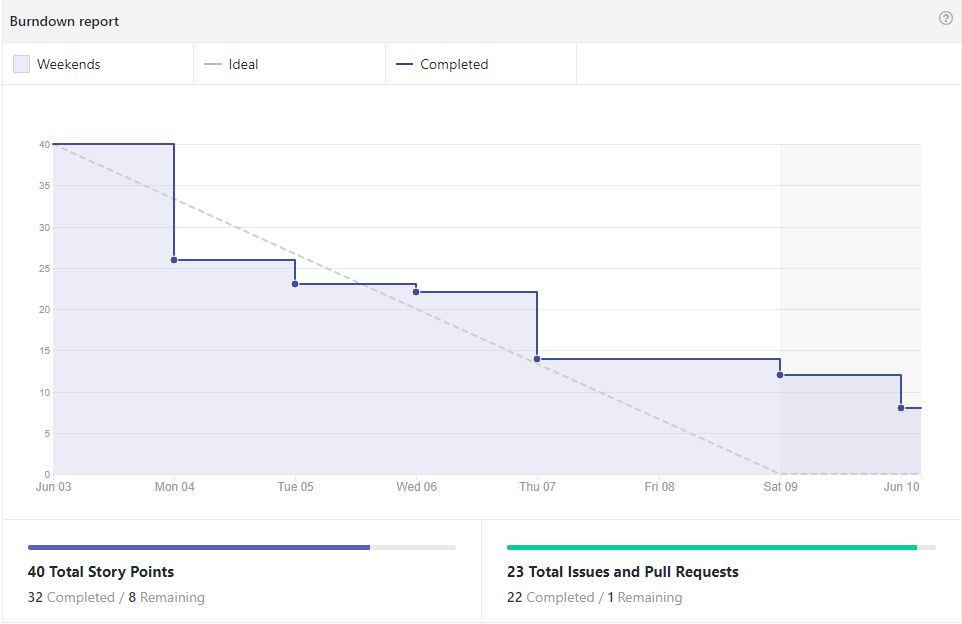 Burndown report
?
Weekends
Ideal
Completed
40
35
30
25
20
15
10
5
0
Jun 03 Mon 04 Tue 05 Wed 06 Thu 07 Fri 08 Sat 09 Jun 10
40 Total Story Points
32 Completed / 8 Remaining
23 Total Issues and Pull Requests
22 Completed / 1 Remaining